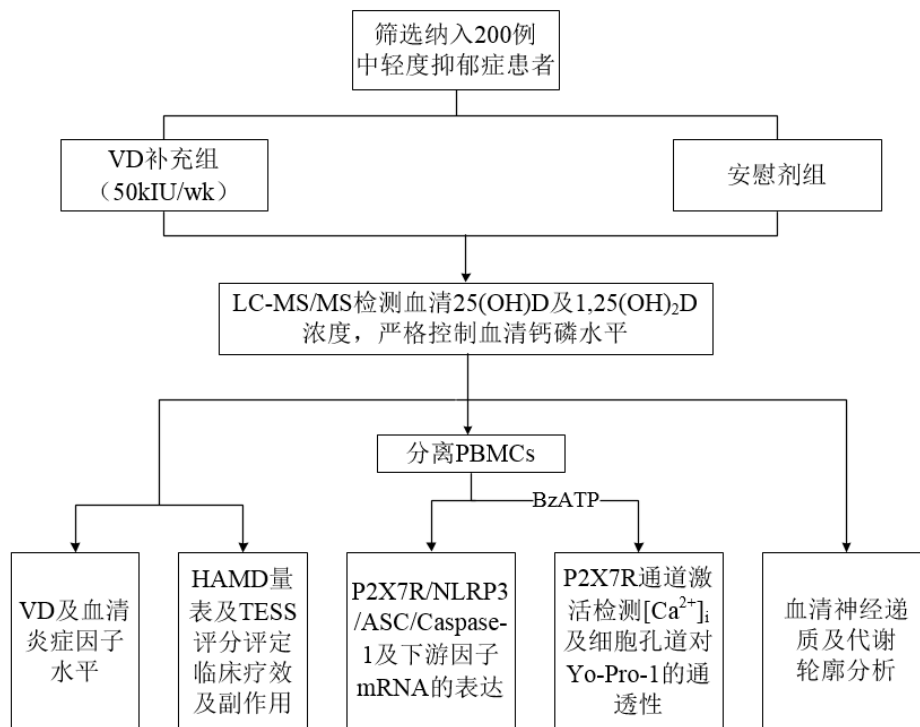 筛选纳入200例
中轻度抑郁症患者
VD补充组
（50kIU/wk）
安慰剂组
LC-MS/MS检测血清25(OH)D及1,25(OH)₂D
浓度，严格控制血清钙磷水平
分离PBMCs
BzATP
VD及血清
炎症因子
水平
HAMD量
表及TESS
评分评定
临床疗效
及副作用
P2X7R/NLRP3
/ASC/Caspase-
1及下游因子
mRNA的表达
P2X7R通道激
活检测[Ca²⁺]ᵢ
及细胞孔道对
Yo-Pro-1的通
透性
血清神经递
质及代谢
轮廓分析